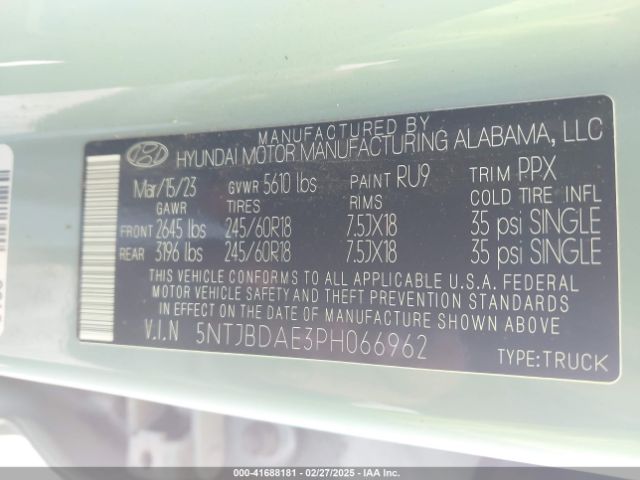 MANUFACTURED BY
HYUNDAI MOTOR MANUFACTURING ALABAMA, LLC
Mar/15/23 GVWR 5610 lbs PAINT RU9 TRIM PPX
GAWR TIRES RIMS COLD TIRE INFL
FRONT 2645 lbs 245/60R18 7.5JX18 35 psi SINGLE
REAR 3196 lbs 245/60R18 7.5JX18 35 psi SINGLE
THIS VEHICLE CONFORMS TO ALL APPLICABLE U.S.A. FEDERAL
MOTOR VEHICLE SAFETY AND THEFT PREVENTION STANDARDS
IN EFFECT ON THE DATE OF MANUFACTURE SHOWN ABOVE.
V.I.N 5NTJBDAE3PH066962
TYPE:TRUCK
000-41688181 - 02/27/2025 - IAA Inc.